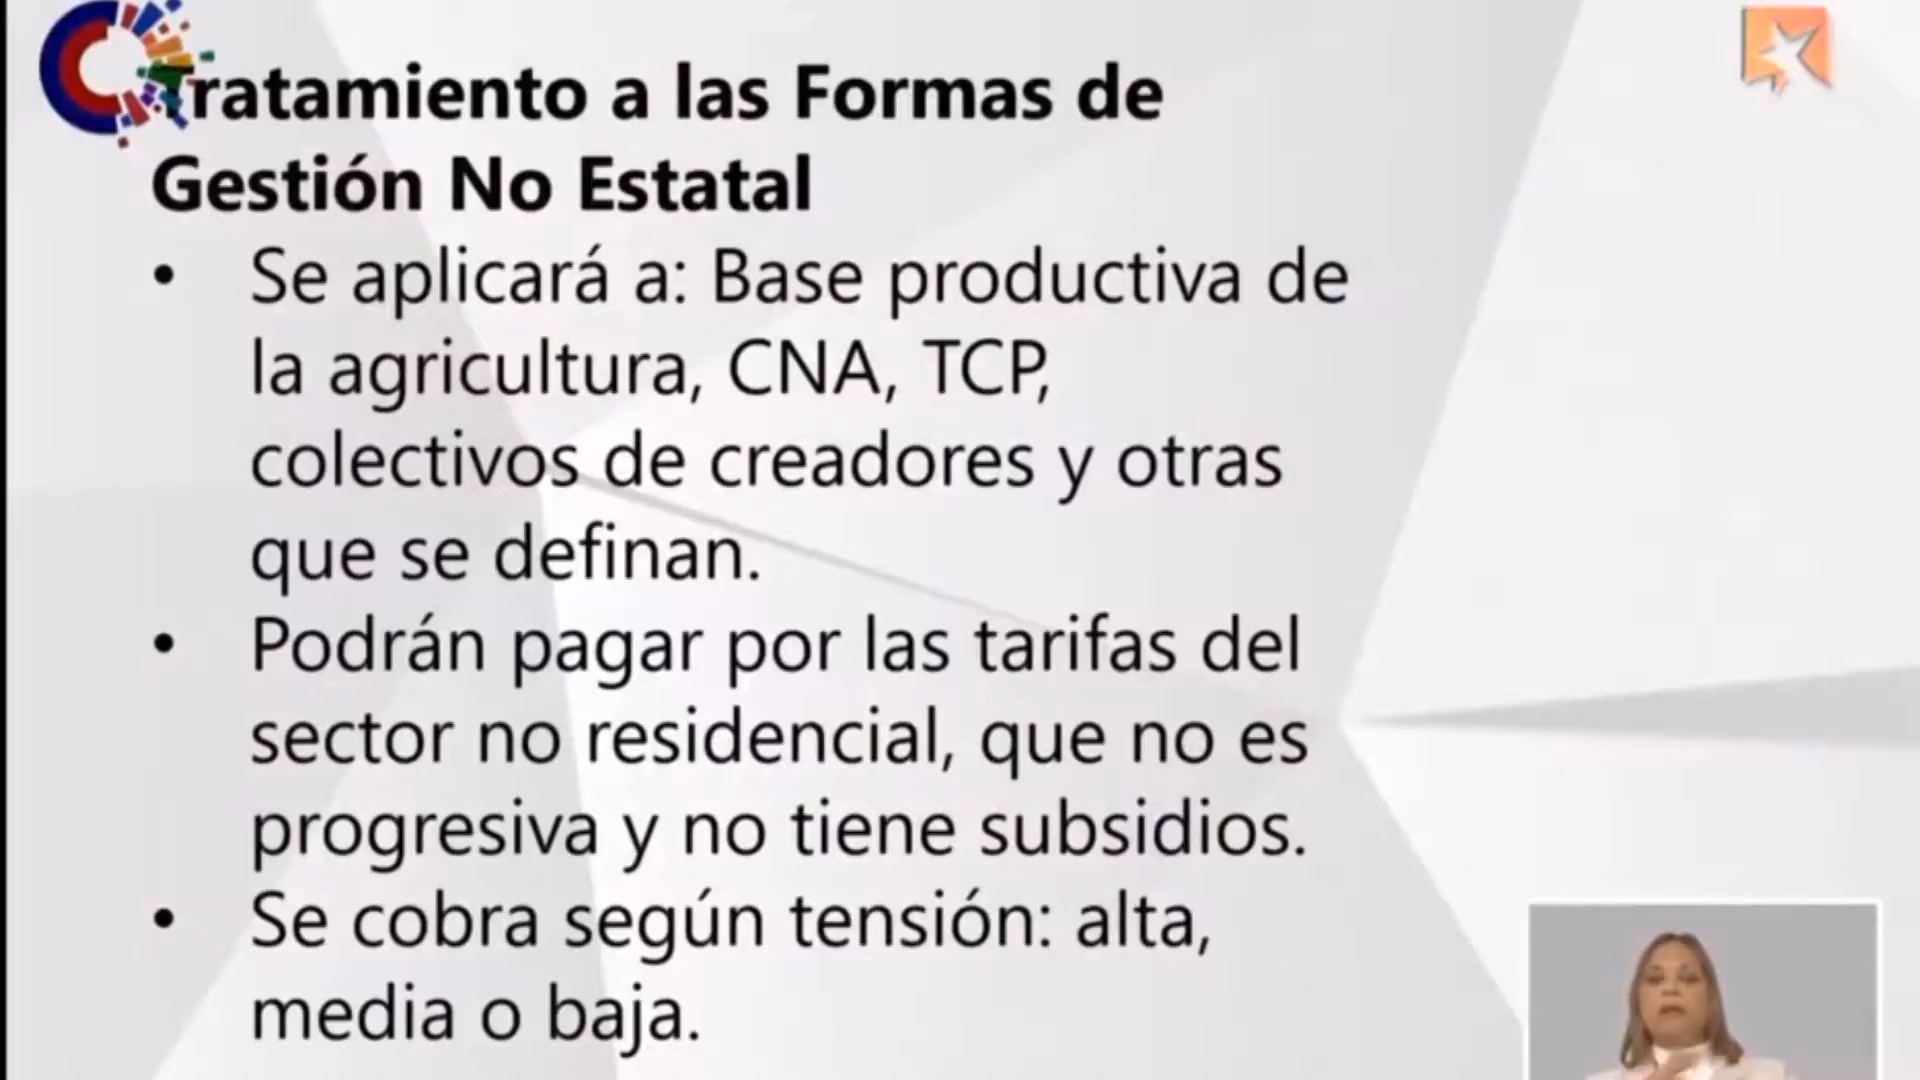 Tratamiento a las Formas de
Gestión No Estatal
• Se aplicará a: Base productiva de
la agricultura, CNA, TCP,
colectivos de creadores y otras
que se definan.
• Podrán pagar por las tarifas del
sector no residencial, que no es
progresiva y no tiene subsidios.
• Se cobra según tensión: alta,
media o baja.